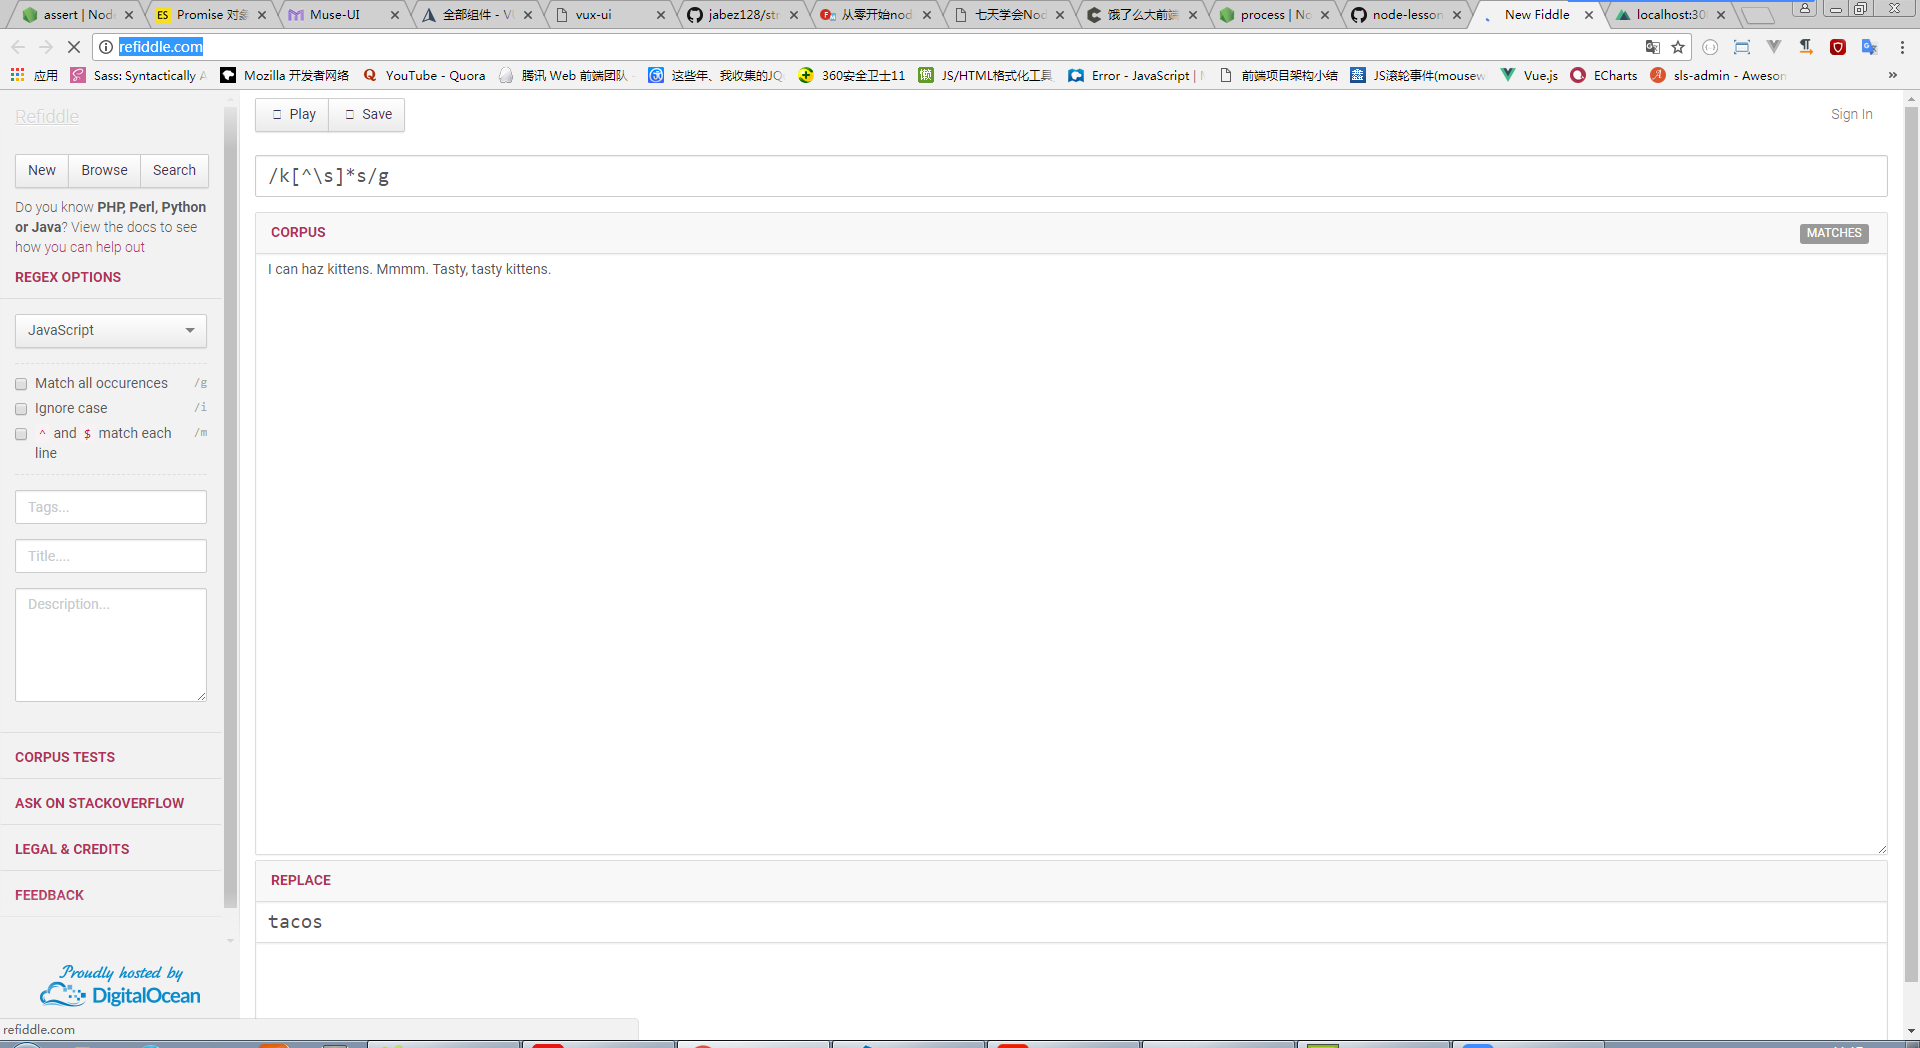 assert | Nod
Promise 对象
Muse-UI
全部组件 - V
vux-ui
jabez128/str
从零开始nod
七天学会Nod
饿了么大前端
process | No
node-lesson
New Fiddle
localhost:30
refiddle.com
应用
Sass: Syntactically A
Mozilla 开发者网络
YouTube - Quora
腾讯 Web 前端团队
这些年、我收集的JQ
360安全卫士11
JS/HTML格式化工具
Error - JavaScript |
前端项目架构小结
JS滚轮事件(mousew
Vue.js
ECharts
sls-admin - Aweson
Refiddle
New
Browse
Search
Do you know PHP, Perl, Python
or Java? View the docs to see
how you can help out
REGEX OPTIONS
JavaScript
Match all occurences /g
Ignore case /i
^ and $ match each /m
line
Tags...
Title....
Description...
CORPUS TESTS
ASK ON STACKOVERFLOW
LEGAL & CREDITS
FEEDBACK
Proudly hosted by
DigitalOcean
refiddle.com
Play
Save
Sign In
/k[^\s]*s/g
CORPUS
MATCHES
I can haz kittens. Mmmm. Tasty, tasty kittens.
REPLACE
tacos